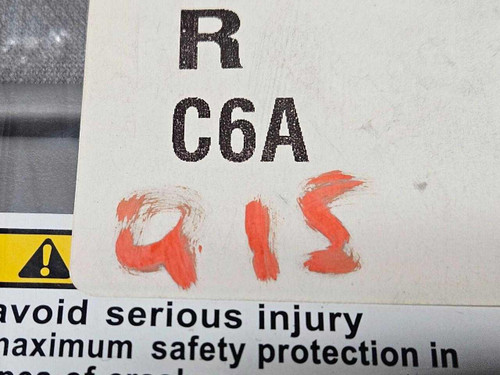 R
C6A
915
avoid serious injury
maximum safety protection in